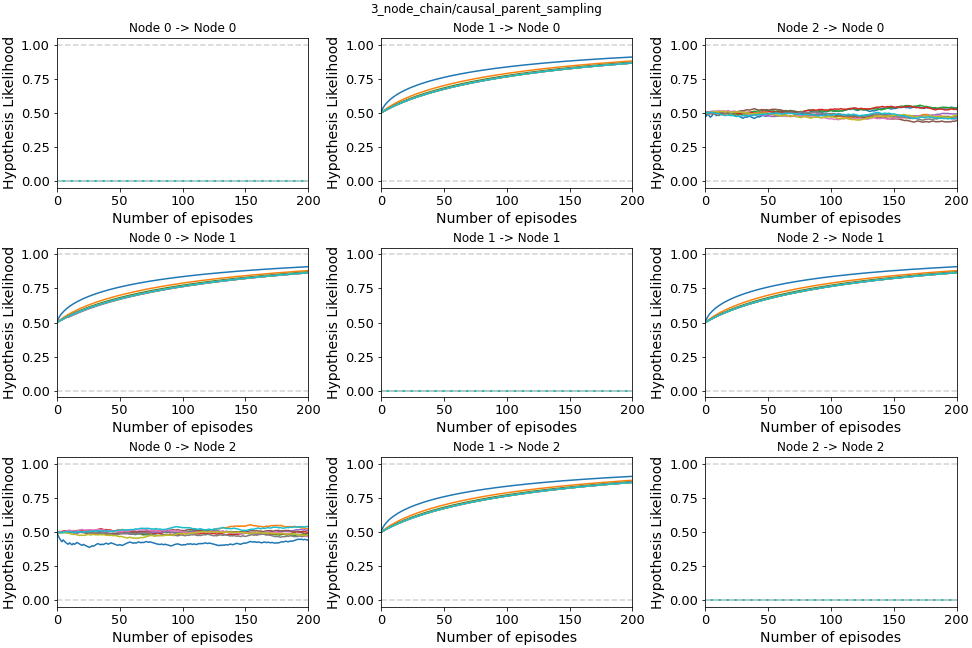 3_node_chain/causal_parent_sampling
Node 0 -> Node 0
Node 1 -> Node 0
Node 2 -> Node 0
Hypothesis Likelihood
1.00
0.75
0.50
0.25
0.00
0 50 100 150 200
Number of episodes
Hypothesis Likelihood
1.00
0.75
0.50
0.25
0.00
0 50 100 150 200
Number of episodes
Hypothesis Likelihood
1.00
0.75
0.50
0.25
0.00
0 50 100 150 200
Number of episodes
Node 0 -> Node 1
Node 1 -> Node 1
Node 2 -> Node 1
Hypothesis Likelihood
1.00
0.75
0.50
0.25
0.00
0 50 100 150 200
Number of episodes
Hypothesis Likelihood
1.00
0.75
0.50
0.25
0.00
0 50 100 150 200
Number of episodes
Hypothesis Likelihood
1.00
0.75
0.50
0.25
0.00
0 50 100 150 200
Number of episodes
Node 0 -> Node 2
Node 1 -> Node 2
Node 2 -> Node 2
Hypothesis Likelihood
1.00
0.75
0.50
0.25
0.00
0 50 100 150 200
Number of episodes
Hypothesis Likelihood
1.00
0.75
0.50
0.25
0.00
0 50 100 150 200
Number of episodes
Hypothesis Likelihood
1.00
0.75
0.50
0.25
0.00
0 50 100 150 200
Number of episodes